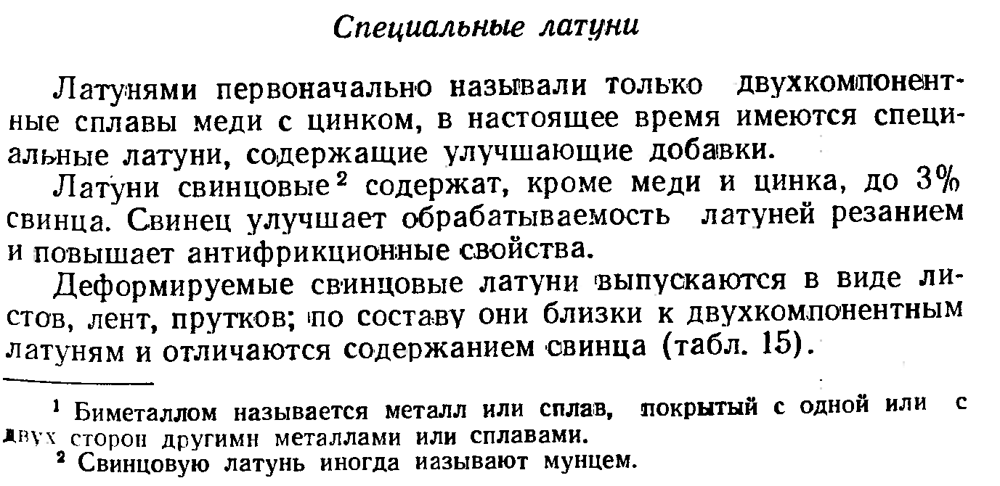 Специальные латуни
Латунями первоначально называли только двухкомпонент-
ные сплавы меди с цинком, в настоящее время имеются специ-
альные латуни, содержащие улучшающие добавки.
Латуни свинцовые² содержат, кроме меди и цинка, до 3%
свинца. Свинец улучшает обрабатываемость латуней резанием
и повышает антифрикционные свойства.
Деформируемые свинцовые латуни выпускаются в виде ли-
стов, лент, прутков; по составу они близки к двухкомпонентным
латуням и отличаются содержанием свинца (табл. 15).
¹ Биметаллом называется металл или сплав, покрытый с одной или с
двух сторон другими металлами или сплавами.
² Свинцовую латунь иногда называют мунцем.